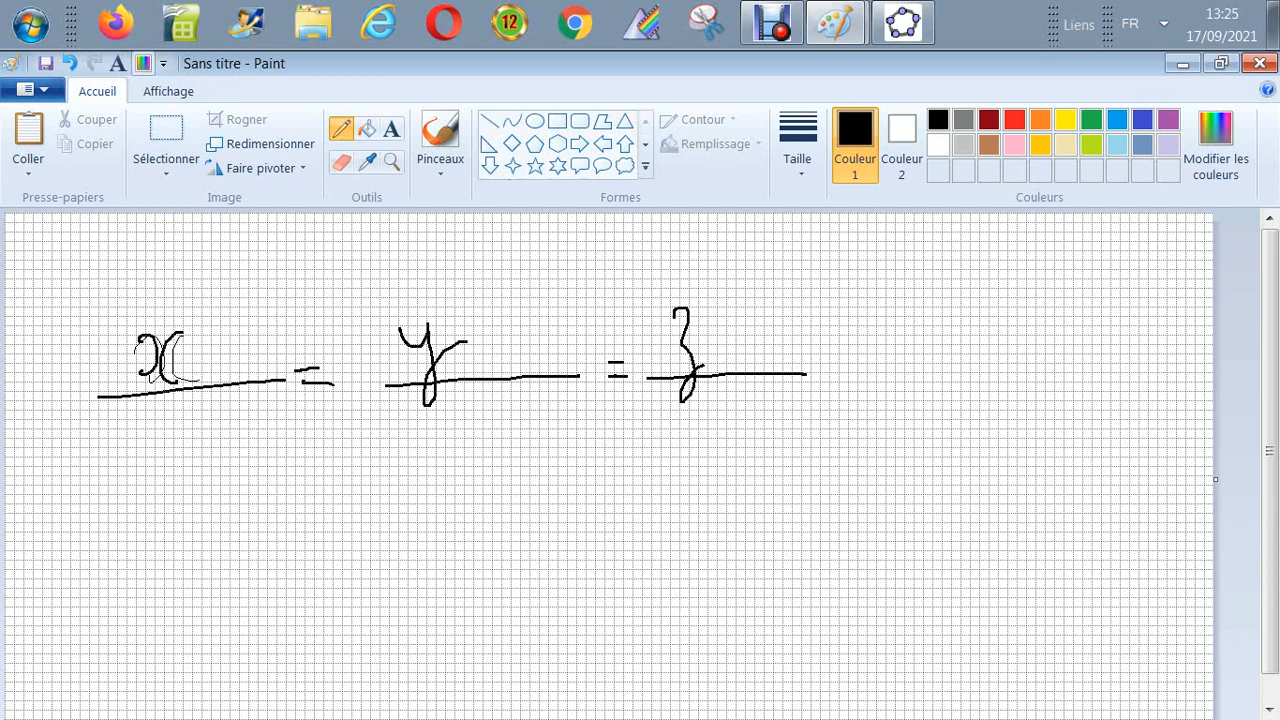 12
Liens
FR
13:25
17/09/2021
Sans titre - Paint
Accueil
Affichage
Coller
Couper
Copier
Presse-papiers
Sélectionner
Rogner
Redimensionner
Faire pivoter
Image
A
Outils
Pinceaux
Contour
Remplissage
Formes
Taille
Couleur 1
Couleur 2
Modifier les couleurs
Couleurs
x = y = z